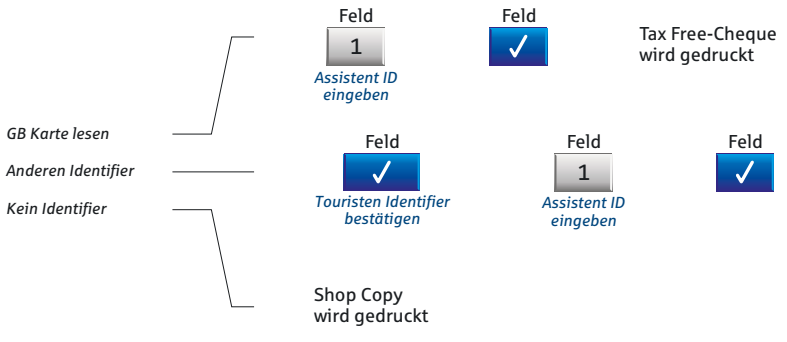 Feld Feld
1 ✓ Tax Free-Cheque
wird gedruckt
Assistent ID
eingeben
GB Karte lesen
Feld Feld Feld
Anderen Identifier ✓ 1 ✓
Touristen Identifier Assistent ID
bestätigen eingeben
Kein Identifier
Shop Copy
wird gedruckt